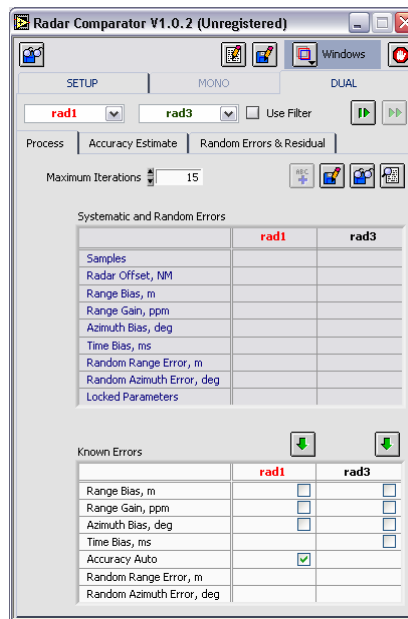 Radar Comparator V1.0.2 (Unregistered)
Windows
SETUP MONO DUAL
rad1 rad3 Use Filter
Process Accuracy Estimate Random Errors & Residual
Maximum Iterations 15
ABC
Systematic and Random Errors
rad1 rad3
Samples
Radar Offset, NM
Range Bias, m
Range Gain, ppm
Azimuth Bias, deg
Time Bias, ms
Random Range Error, m
Random Azimuth Error, deg
Locked Parameters
Known Errors
rad1 rad3
Range Bias, m
Range Gain, ppm
Azimuth Bias, deg
Time Bias, ms
Accuracy Auto
Random Range Error, m
Random Azimuth Error, deg